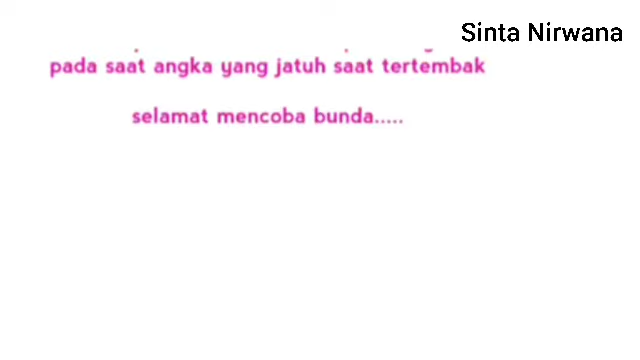 Sinta Nirwana
pada saat angka yang jatuh saat tertembak
selamat mencoba bunda.....